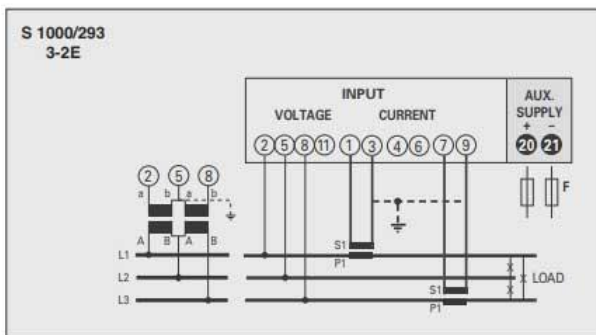 S 1000/293
3-2E
INPUT
VOLTAGE CURRENT
2 5 8 11 1 3 4 6 7 9
AUX.
SUPPLY
+ −
20 21
F
2 5 8
a b a b
A B A B
L1
L2
L3
S1
P1
S1
P1
LOAD